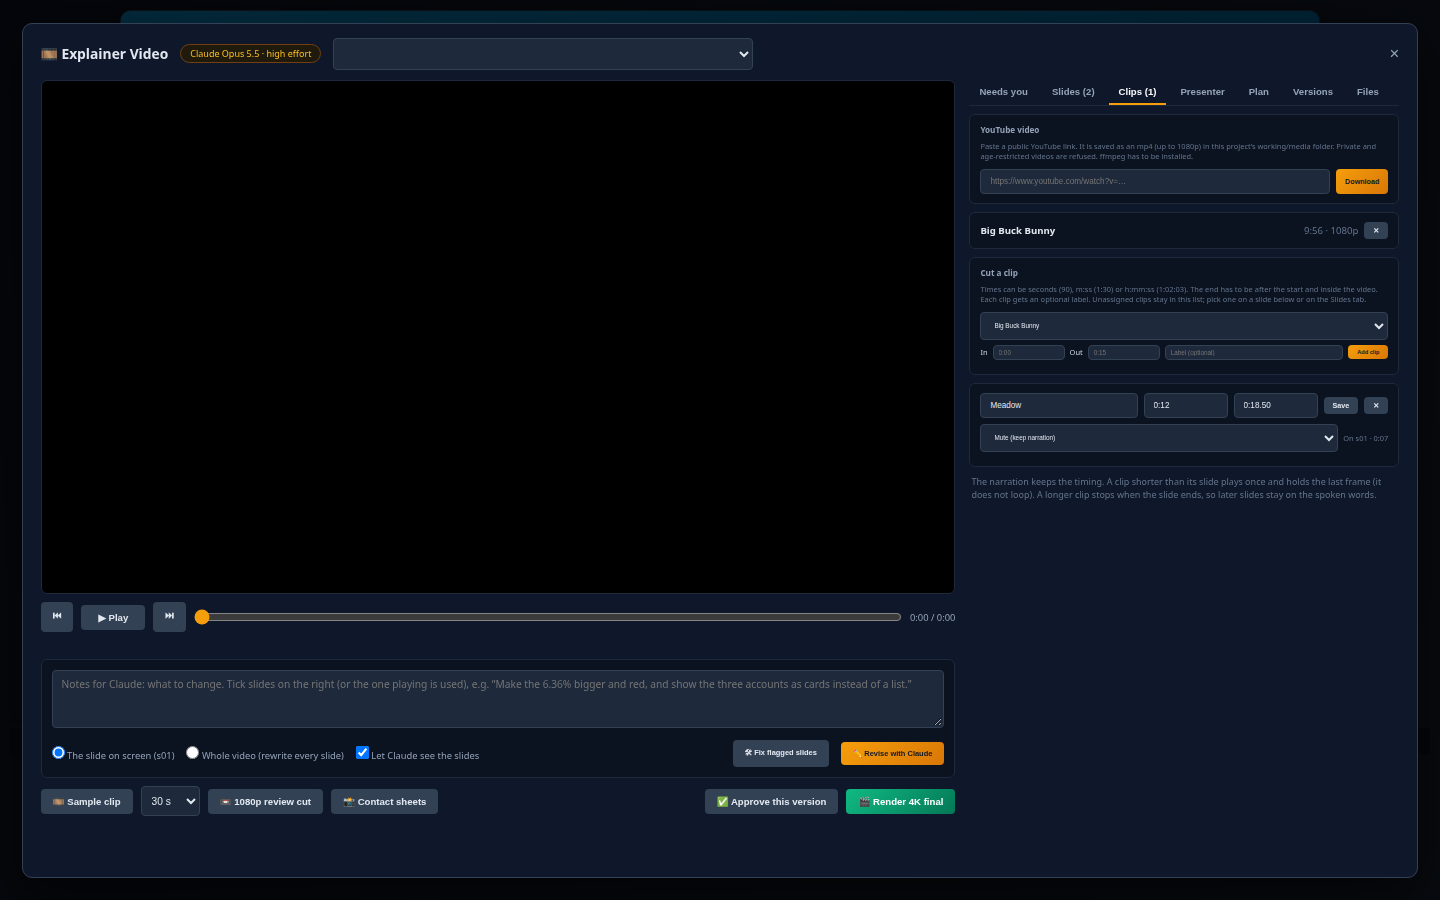 Explainer Video
Claude Opus 5.5 · high effort
×
Needs you
Slides (2)
Clips (1)
Presenter
Plan
Versions
Files
YouTube video
Paste a public YouTube link. It is saved as an mp4 (up to 1080p) in this project's working/media folder. Private and
age-restricted videos are refused. ffmpeg has to be installed.
https://www.youtube.com/watch?v=...
Download
Big Buck Bunny
9:56 · 1080p
×
Cut a clip
Times can be seconds (90), m:ss (1:30) or h:mm:ss (1:02:03). The end has to be after the start and inside the video.
Each clip gets an optional label. Unassigned clips stay in this list; pick one on a slide below or on the Slides tab.
Big Buck Bunny
In
0:00
Out
0:15
Label (optional)
Add clip
Meadow
0:12
0:18.50
Save
×
Mute (keep narration)
On s01 · 0:07
The narration keeps the timing. A clip shorter than its slide plays once and holds the last frame (it
does not loop). A longer clip stops when the slide ends, so later slides stay on the spoken words.
▶ Play
0:00 / 0:00
Notes for Claude: what to change. Tick slides on the right (or the one playing is used), e.g. “Make the 6.36% bigger and red, and show the three accounts as cards instead of a list.”
The slide on screen (s01)
Whole video (rewrite every slide)
Let Claude see the slides
Fix flagged slides
Revise with Claude
Sample clip
30 s
1080p review cut
Contact sheets
Approve this version
Render 4K final